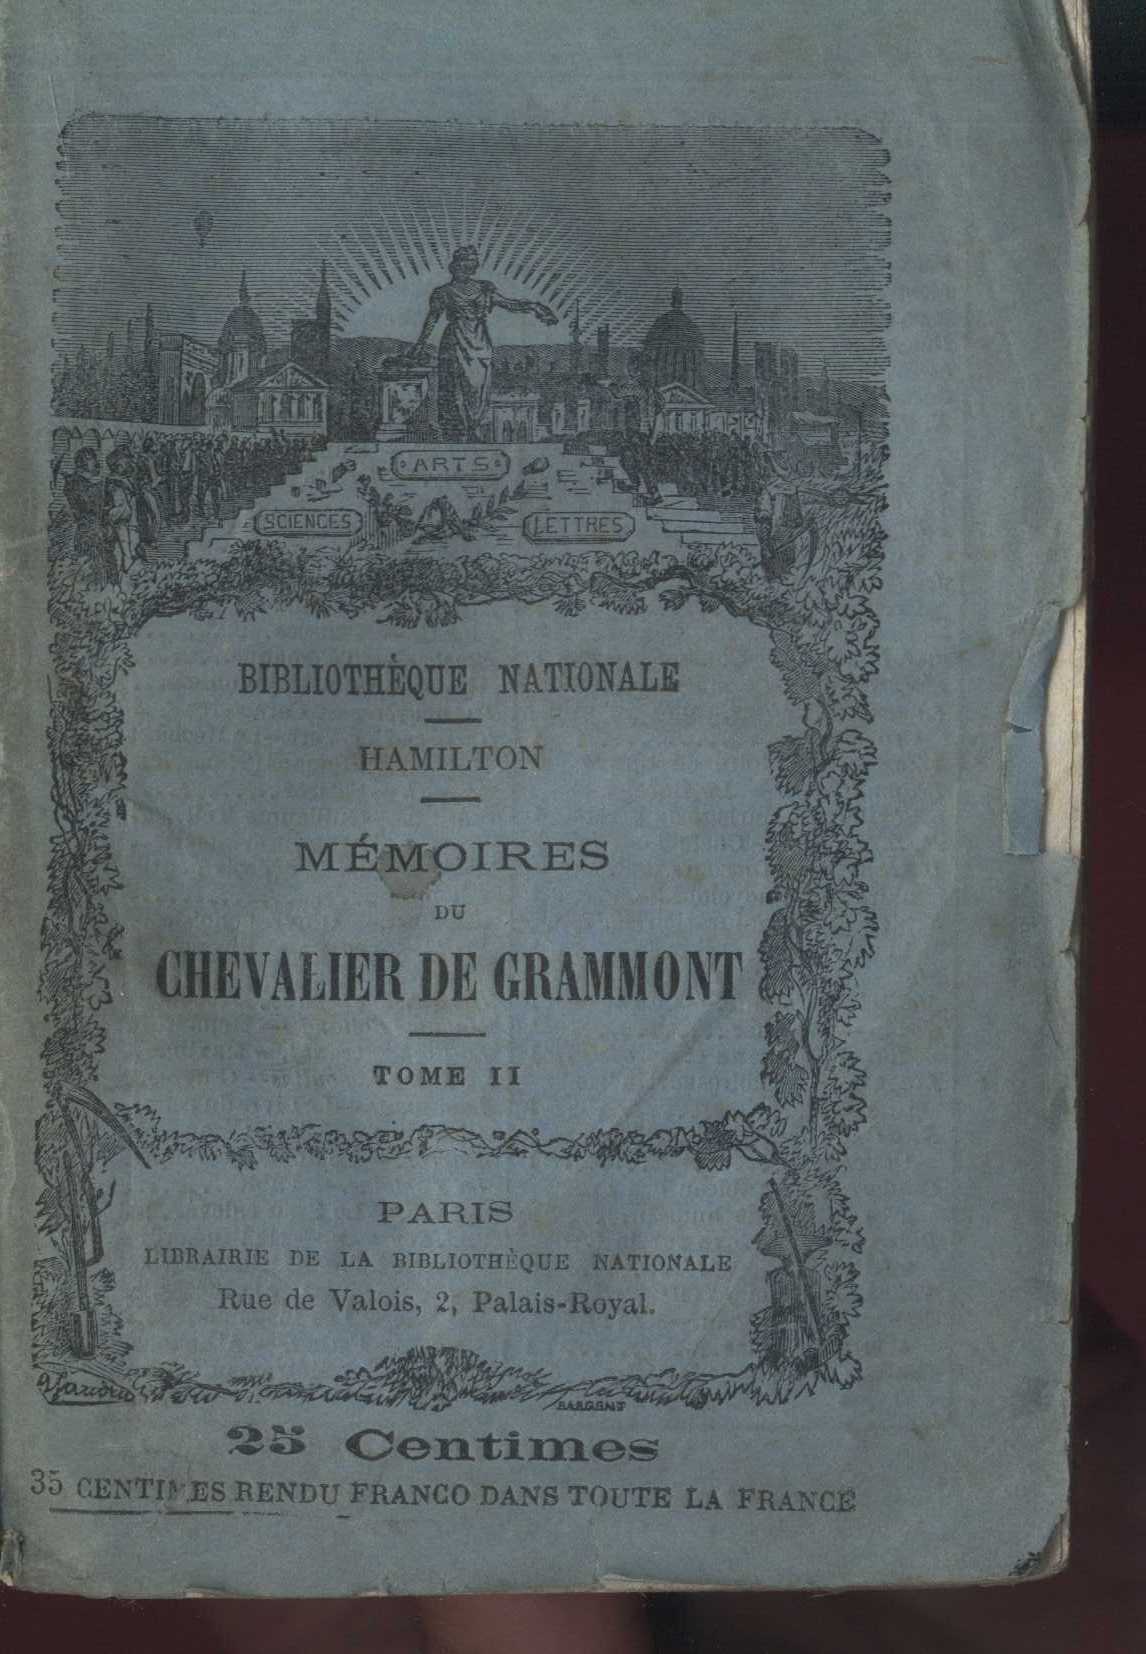 ARTS
SCIENCES LETTRES
BIBLIOTHÈQUE NATIONALE
HAMILTON
MÉMOIRES
DU
CHEVALIER DE GRAMMONT
TOME II
PARIS
LIBRAIRIE DE LA BIBLIOTHÈQUE NATIONALE
Rue de Valois, 2, Palais-Royal.
SARGENT
25 Centimes
35 CENTIMES RENDU FRANCO DANS TOUTE LA FRANCE